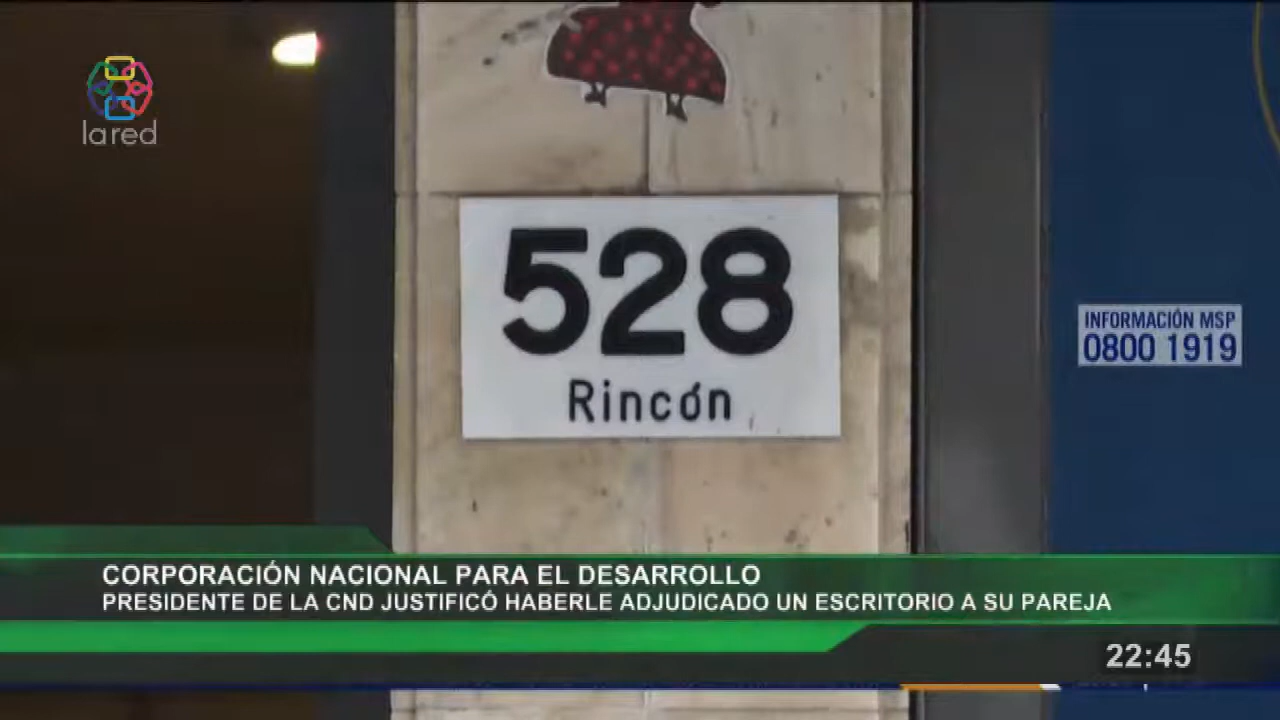 lared
528
Rincón
INFORMACIÓN MSP
0800 1919
CORPORACIÓN NACIONAL PARA EL DESARROLLO
PRESIDENTE DE LA CND JUSTIFICÓ HABERLE ADJUDICADO UN ESCRITORIO A SU PAREJA
22:45